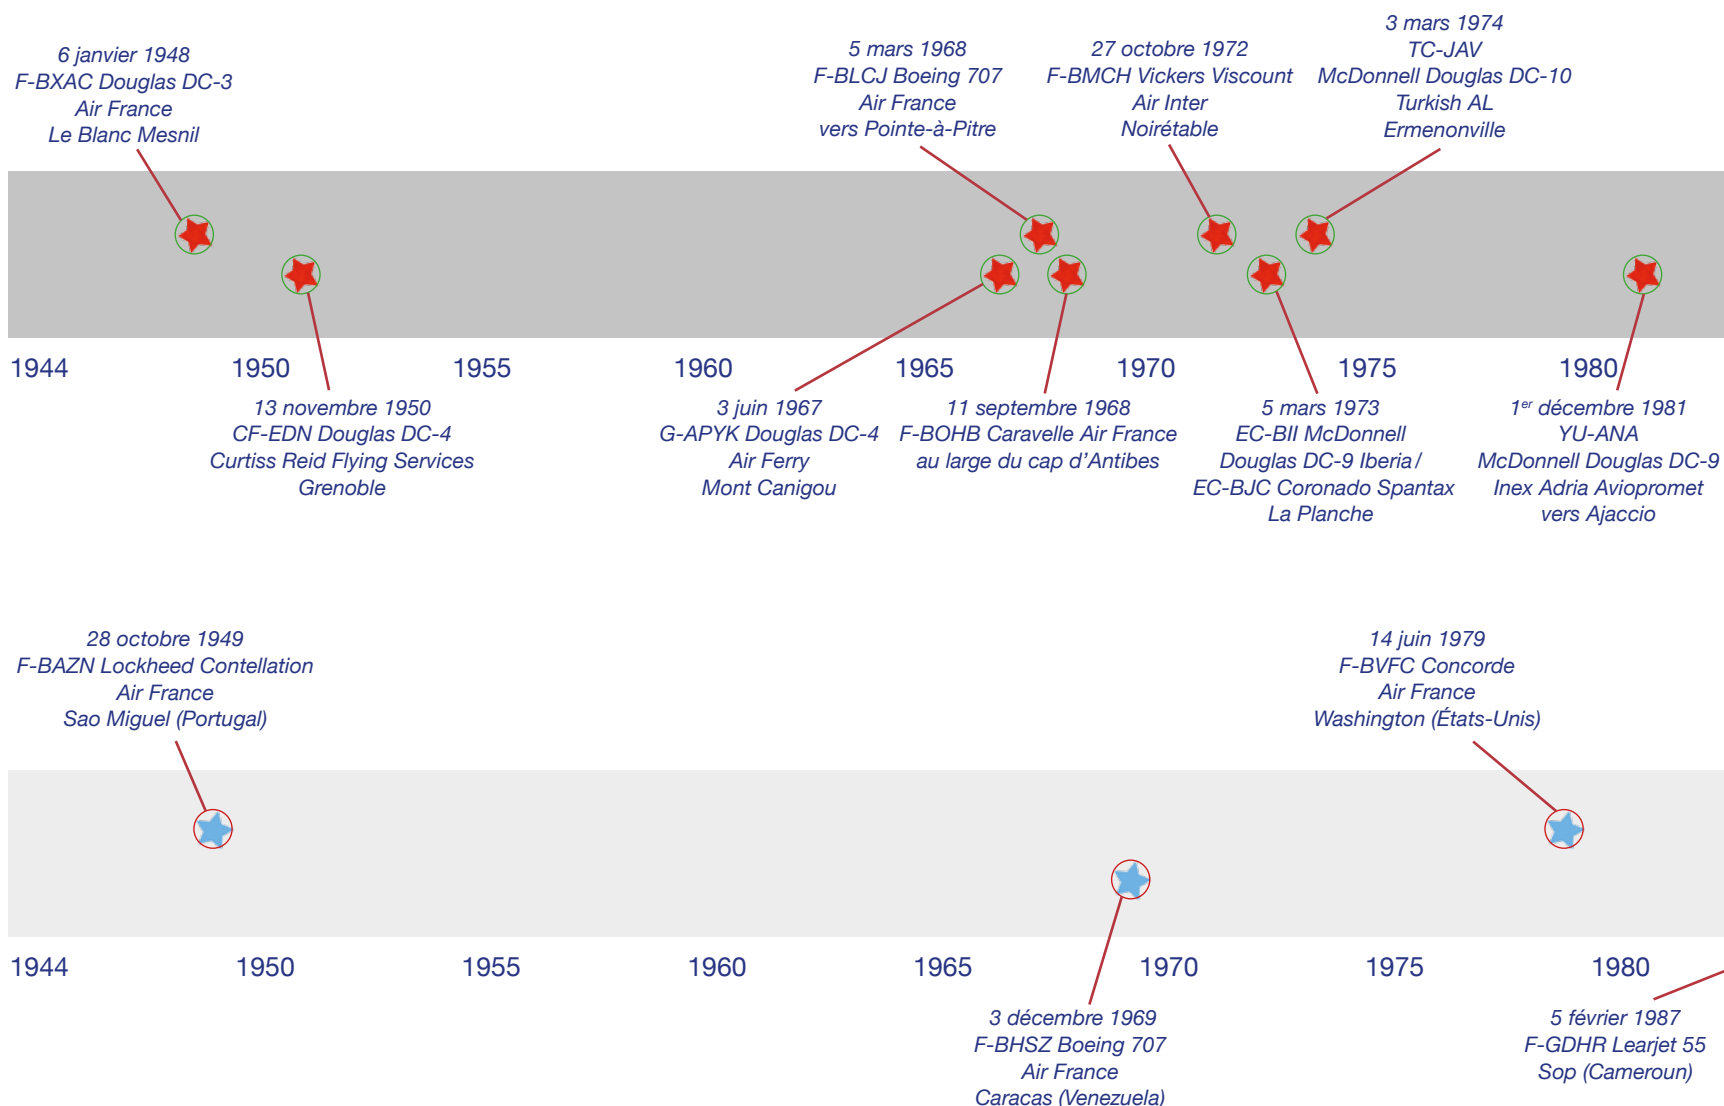 6 janvier 1948
F-BXAC Douglas DC-3
Air France
Le Blanc Mesnil
5 mars 1968
F-BLCJ Boeing 707
Air France
vers Pointe-à-Pitre
27 octobre 1972
F-BMCH Vickers Viscount
Air Inter
Noirétable
3 mars 1974
TC-JAV
McDonnell Douglas DC-10
Turkish AL
Ermenonville
1944 1950 1955 1960 1965 1970 1975 1980
13 novembre 1950
CF-EDN Douglas DC-4
Curtiss Reid Flying Services
Grenoble
3 juin 1967
G-APYK Douglas DC-4
Air Ferry
Mont Canigou
11 septembre 1968
F-BOHB Caravelle Air France
au large du cap d'Antibes
5 mars 1973
EC-BII McDonnell
Douglas DC-9 Iberia/
EC-BJC Coronado Spantax
La Planche
1er décembre 1981
YU-ANA
McDonnell Douglas DC-9
Inex Adria Aviopromet
vers Ajaccio
28 octobre 1949
F-BAZN Lockheed Contellation
Air France
Sao Miguel (Portugal)
14 juin 1979
F-BVFC Concorde
Air France
Washington (États-Unis)
1944 1950 1955 1960 1965 1970 1975 1980
3 décembre 1969
F-BHSZ Boeing 707
Air France
Caracas (Venezuela)
5 février 1987
F-GDHR Learjet 55
Sop (Cameroun)